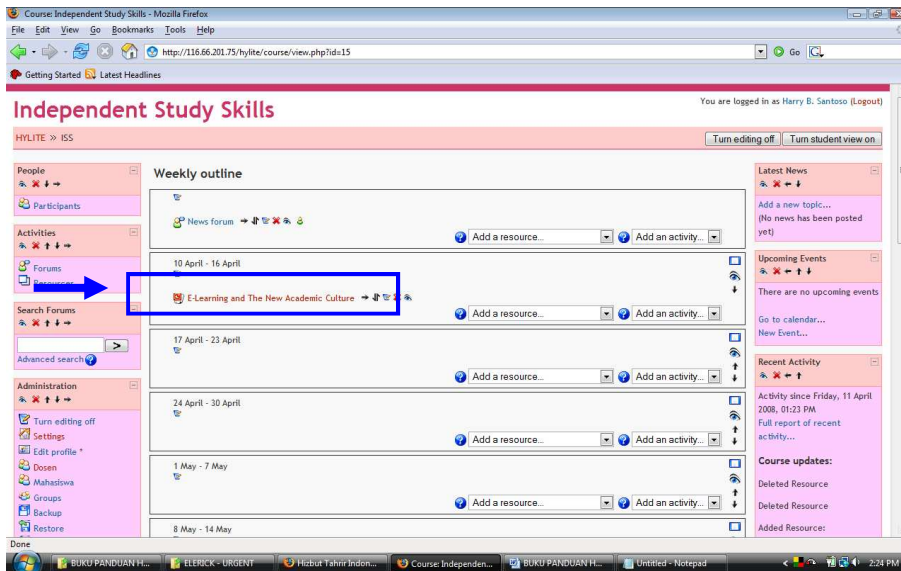 Course: Independent Study Skills - Mozilla Firefox
File Edit View Go Bookmarks Tools Help
http://116.66.201.75/hylite/course/view.php?id=15
Go
Getting Started Latest Headlines
Independent Study Skills
You are logged in as Harry B. Santoso (Logout)
HYLITE » ISS
Turn editing off Turn student view on
People
Participants
Activities
Forums
Resources
Search Forums
>
Advanced search
Administration
Turn editing off
Settings
Edit profile *
Dosen
Mahasiswa
Groups
Backup
Restore
Weekly outline
News forum
Add a resource... Add an activity...
10 April - 16 April
E-Learning and The New Academic Culture
Add a resource... Add an activity...
17 April - 23 April
Add a resource... Add an activity...
24 April - 30 April
Add a resource... Add an activity...
1 May - 7 May
Add a resource... Add an activity...
8 May - 14 May
Latest News
Add a new topic...
(No news has been posted
yet)
Upcoming Events
There are no upcoming events
Go to calendar...
New Event...
Recent Activity
Activity since Friday, 11 April
2008, 01:23 PM
Full report of recent
activity...
Course updates:
Deleted Resource
Deleted Resource
Added Resource:
Done
BUKU PANDUAN H... ELERICK - URGENT Hizbut Tahrir Indon... Course: Independen... BUKU PANDUAN H... Untitled - Notepad 2:24 PM